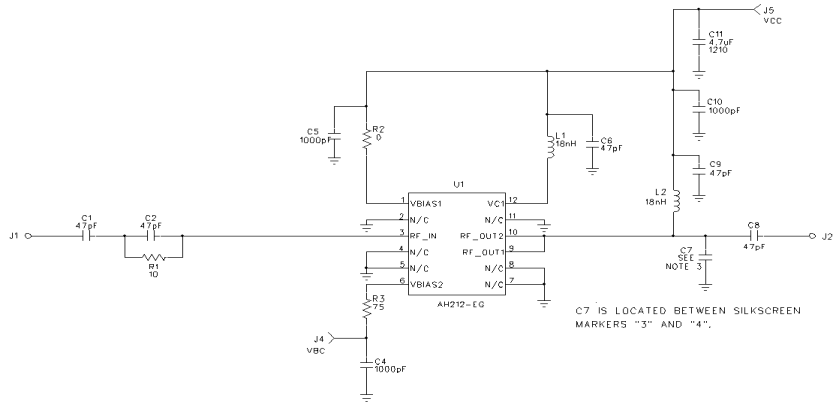 J5
VCC
C11
4.7uF
1210
C10
1000pF
C5
1000pF
R2
0
L1
18nH
C6
47pF
C9
47pF
U1
L2
18nH
1 VBIAS1 VC1 12
2 N/C N/C 11
3 RF_IN RF_OUT2 10
RF_OUT1 9
4 N/C
5 N/C N/C 8
6 VBIAS2 N/C 7
AH212-EG
J1
C1
47pF
C2
47pF
R1
10
C8
47pF
J2
C7
SEE
NOTE 3
R3
75
J4
VBC
C4
1000pF
C7 IS LOCATED BETWEEN SILKSCREEN
MARKERS "3" AND "4".